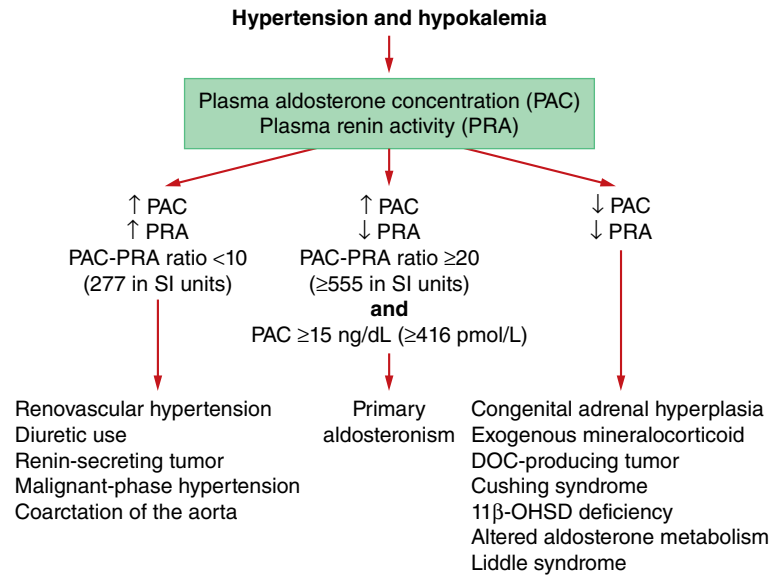 Hypertension and hypokalemia
Plasma aldosterone concentration (PAC)
Plasma renin activity (PRA)
↑ PAC
↑ PRA
PAC-PRA ratio <10
(277 in SI units)
↑ PAC
↓ PRA
PAC-PRA ratio ≥20
(≥555 in SI units)
and
PAC ≥15 ng/dL (≥416 pmol/L)
↓ PAC
↓ PRA
Renovascular hypertension
Diuretic use
Renin-secreting tumor
Malignant-phase hypertension
Coarctation of the aorta
Primary
aldosteronism
Congenital adrenal hyperplasia
Exogenous mineralocorticoid
DOC-producing tumor
Cushing syndrome
11β-OHSD deficiency
Altered aldosterone metabolism
Liddle syndrome